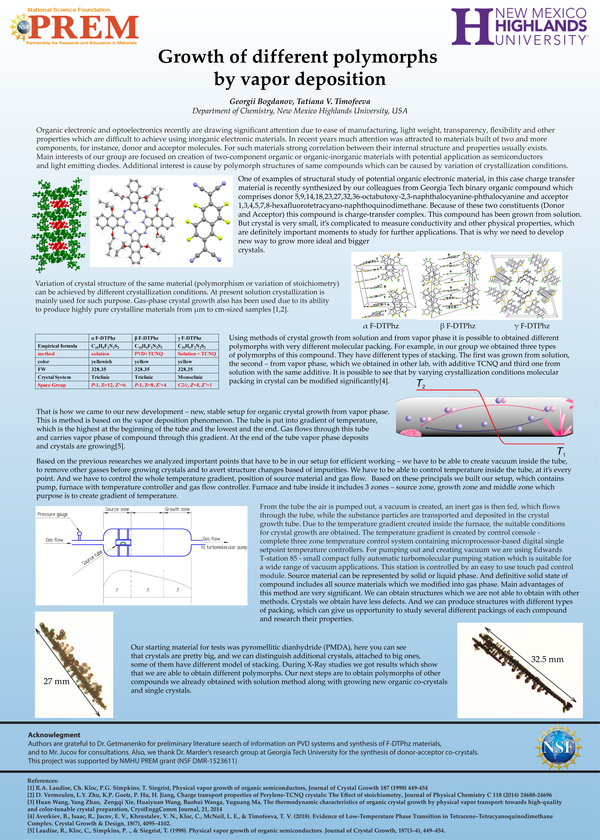 National Science Foundation
PREM
Partnership for Research and Education in Materials
NEW MEXICO
HIGHLANDS
UNIVERSITY
Growth of different polymorphs
by vapor deposition
Georgii Bogdanov, Tatiana V. Timofeeva
Department of Chemistry, New Mexico Highlands University, USA
Organic electronic and optoelectronics recently are drawing significant attention due to ease of manufacturing, light weight, transparency, flexibility and other
properties which are difficult to achieve using inorganic electronic materials. In recent years much attention was attracted to materials built of two and more
components, for instance, donor and acceptor molecules. For such materials strong correlation between their internal structure and properties usually exists.
Main interests of our group are focused on creation of two-component organic or organic-inorganic materials with potential application as semiconductors
and light emitting diodes. Additional interest is cause by polymorph structures of same compounds which can be caused by variation of crystallization conditions.
One of examples of structural study of potential organic electronic material, in this case charge transfer
material is recently synthesized by our colleagues from Georgia Tech binary organic compound which
comprises donor 5,9,14,18,23,27,32,36-octabutoxy-2,3-naphthalocyanine-phthalocyanine and acceptor
1,3,4,5,7,8-hexafluorotetracyano-naphthoquinodimethane. Because of these two constituents (Donor
and Acceptor) this compound is charge-transfer complex. This compound has been grown from solution.
But crystal is very small, it's complicated to measure conductivity and other physical properties, which
are definitely important moments to study for further applications. That is why we need to develop
new way to grow more ideal and bigger
crystals.
Variation of crystal structure of the same material (polymorphism or variation of stoichiometry)
can be achieved by different crystallization conditions. At present solution crystallization is
mainly used for such purpose. Gas-phase crystal growth also has been used due to its ability
to produce highly pure crystalline materials from μm to cm-sized samples [1,2].
α F-DTPhz β F-DTPhz γ F-DTPhz
α F-DTPhz β F-DTPhz γ F-DTPhz
Empirical formula
method solution PVD+TCNQ Solution + TCNQ
color yellowish yellow yellow
FW 328.35 328.35 328.35
Crystal System Triclinic Triclinic Monoclinic
Space Group P-1, Z=12, Z'=6 P-1, Z=8, Z'=4 C2/c, Z=8, Z'=1
Using methods of crystal growth from solution and from vapor phase it is possible to obtained different
polymorphs with very different molecular packing. For example, in our group we obtained three types
of polymorphs of this compound. They have different types of stacking. The first was grown from solution,
the second – from vapor phase, which we obtained in other lab, with additive TCNQ and third one from
solution with the same additive. It is possible to see that by varying crystallization conditions molecular
packing in crystal can be modified significantly[4].
T2
T1
That is how we came to our new development – new, stable setup for organic crystal growth from vapor phase.
This is method is based on the vapor deposition phenomenon. The tube is put into gradient of temperature,
which is the highest at the beginning of the tube and the lowest and the end. Gas flows through this tube
and carries vapor phase of compound through this gradient. At the end of the tube vapor phase deposits
and crystals are growing[5].
Based on the previous researches we analyzed important points that have to be in our setup for efficient working – we have to be able to create vacuum inside the tube,
to remove other gasses before growing crystals and to avert structure changes based of impurities. We have to be able to control temperature inside the tube, at it's every
point. And we have to control the whole temperature gradient, position of source material and gas flow. Based on these principals we built our setup, which contains
pump, furnace with temperature controller and gas flow controller. Furnace and tube inside it includes 3 zones – source zone, growth zone and middle zone which
purpose is to create gradient of temperature.
Source zone Growth zone
Pressure gauge
Gas flow Gas flow
to turbomolecular pump
Source tube
From the tube the air is pumped out, a vacuum is created, an inert gas is then fed, which flows
through the tube, while the substance particles are transported and deposited in the crystal
growth tube. Due to the temperature gradient created inside the furnace, the suitable conditions
for crystal growth are obtained. The temperature gradient is created by control console -
complete three zone temperature control system containing microprocessor-based digital single
setpoint temperature controllers. For pumping out and creating vacuum we are using Edwards
T-station 85 - small compact fully automatic turbomolecular pumping station which is suitable for
a wide range of vacuum applications. This station is controlled by an easy to use touch pad control
module. Source material can be represented by solid or liquid phase. And definitive solid state of
compound includes all source materials which we modified into gas phase. Main advantages of
this method are very significant. We can obtain structures which we are not able to obtain with other
methods. Crystals we obtain have less defects. And we can produce structures with different types
of packing, which can give us opportunity to study several different packings of each compound
and research their properties.
27 mm
Our starting material for tests was pyromellitic dianhydride (PMDA), here you can see
that crystals are pretty big, and we can distinguish additional crystals, attached to big ones,
some of them have different model of stacking. During X-Ray studies we got results which show
that we are able to obtain different polymorphs. Our next steps are to obtain polymorphs of other
compounds we already obtained with solution method along with growing new organic co-crystals
and single crystals.
32.5 mm
Acknowlegment
Authors are grateful to Dr. Getmanenko for preliminary literature search of information on PVD systems and synthesis of F-DTPhz materials,
and to Mr. Jucov for consultations. Also, we thank Dr. Marder's research group at Georgia Tech University for the synthesis of donor-acceptor co-crystals.
This project was supported by NMHU PREM grant (NSF DMR-1523611)
NSF
References:
[1] R.A. Laudise, Ch. Kloc, P.G. Simpkins, T. Siegrist, Physical vapor growth of organic semiconductors, Journal of Crystal Growth 187 (1998) 449-454
[2] D. Vermeulen, L.Y. Zhu, K.P. Goetz, P. Hu, H. Jiang, Charge transport properties of Perylene-TCNQ crystals: The Effect of stoichiometry, Journal of Physical Chemistry C 118 (2014) 24688-24696
[3] Huan Wang, Yang Zhao, Zengqi Xie, Huaiyuan Wang, Baohui Wanga, Yuguang Ma, The thermodynamic characteristics of organic crystal growth by physical vapor transport: towards high-quality
and color-tunable crystal preparation, CrystEngComm Journal, 21, 2014
[4] Averkiev, B., Isaac, R., Jucov, E. V., Khrustalev, V. N., Kloc, C., McNeil, L. E., & Timofeeva, T. V. (2018). Evidence of Low-Temperature Phase Transition in Tetracene–Tetracyanoquinodimethane
Complex. Crystal Growth & Design, 18(7), 4095–4102.
[5] Laudise, R., Kloc, C., Simpkins, P. ., & Siegrist, T. (1998). Physical vapor growth of organic semiconductors. Journal of Crystal Growth, 187(3-4), 449–454.